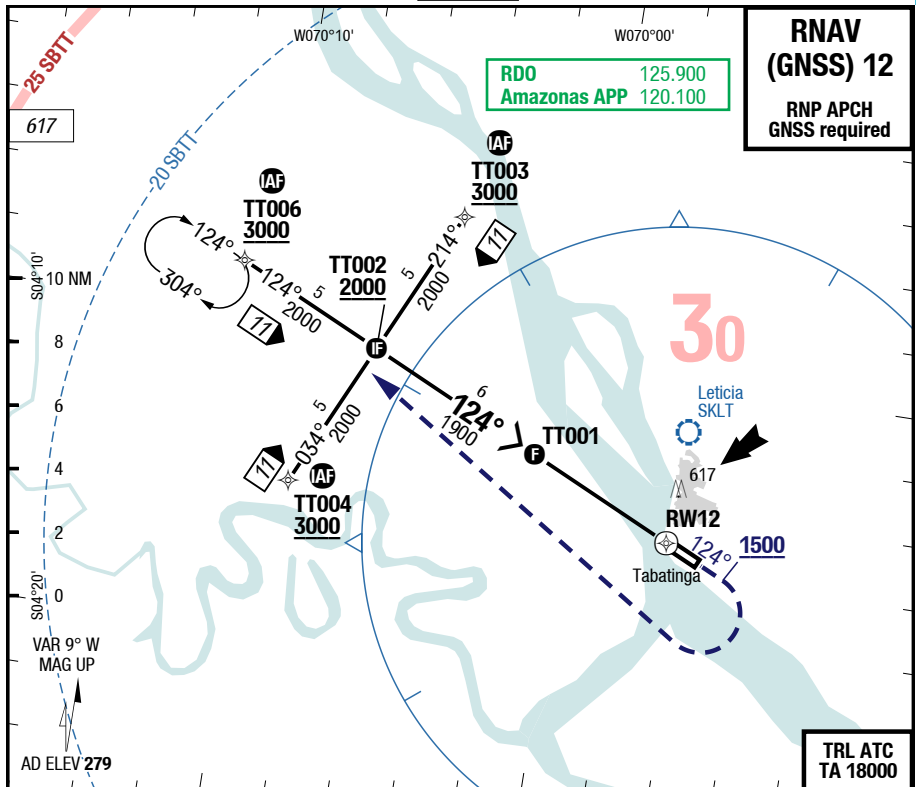 W070°10'
W070°00'
RNAV
(GNSS) 12
RNP APCH
GNSS required
25 SBTT
RDO 125.900
Amazonas APP 120.100
617
20 SBTT
IAF
TT003
3000
IAF
TT006
3000
11
214°
5
2000
124°
304°
TT002
2000
124°
5
2000
11
S04°10'
10 NM
30
8
IF
Leticia
SKLT
6
6
124°
1900
TT001
F
5
2000
034°
11
4
IAF
TT004
3000
617
RW12
2
124°
1500
Tabatinga
S04°20'
0
VAR 9° W
MAG UP
AD ELEV 279
TRL ATC
TA 18000